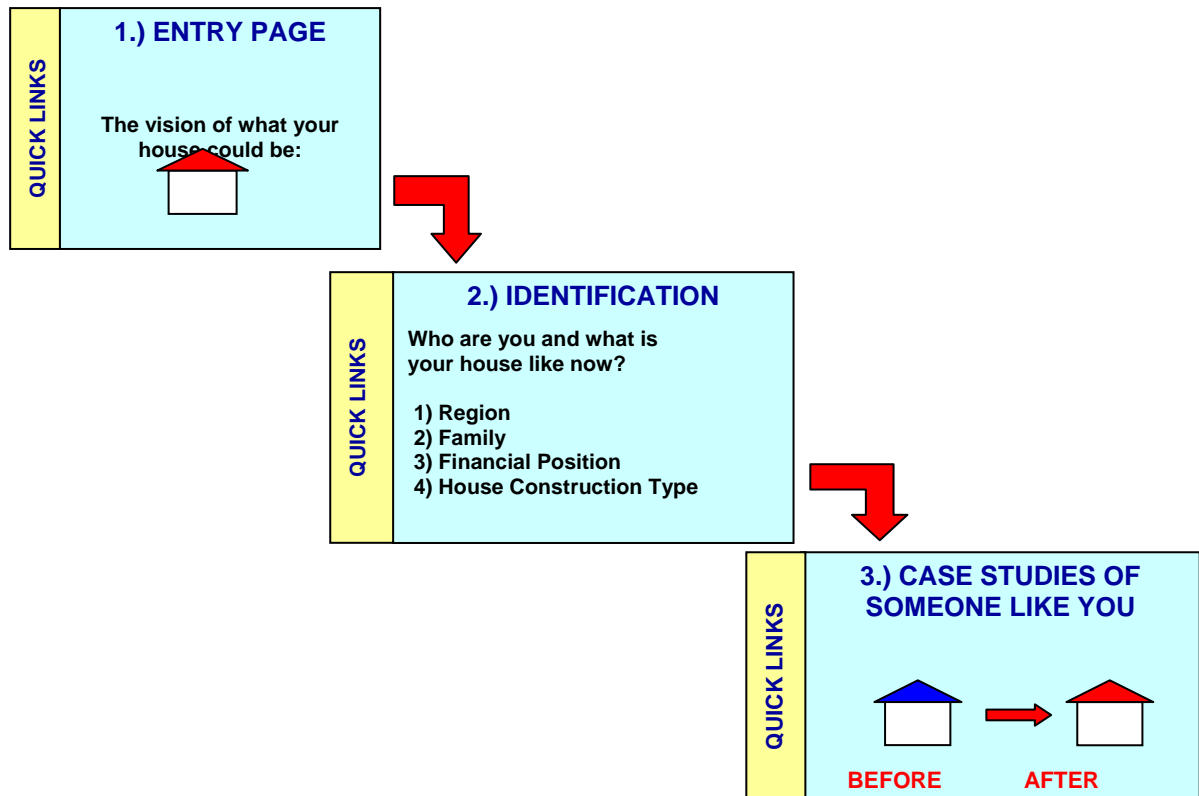 QUICK LINKS
1.) ENTRY PAGE
The vision of what your
house could be:
QUICK LINKS
2.) IDENTIFICATION
Who are you and what is
your house like now?
1) Region
2) Family
3) Financial Position
4) House Construction Type
QUICK LINKS
3.) CASE STUDIES OF
SOMEONE LIKE YOU
BEFORE AFTER